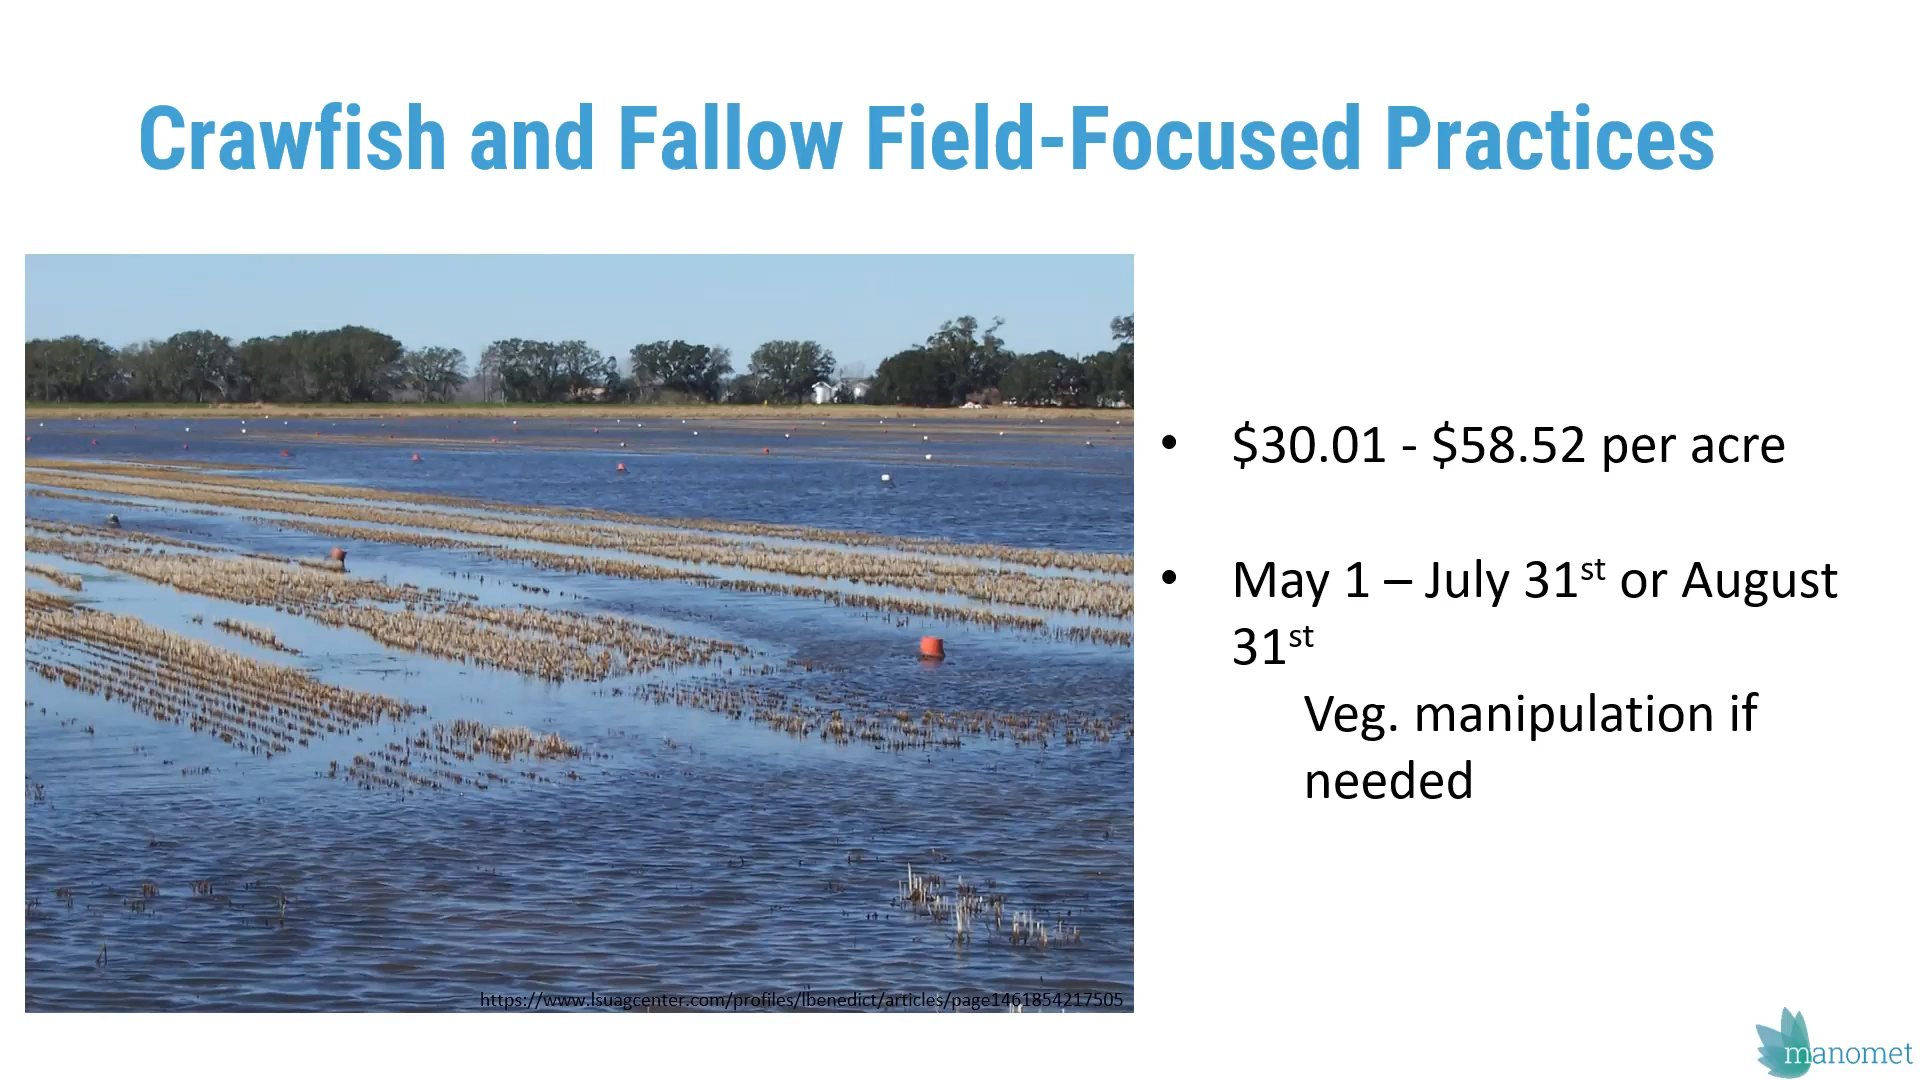 Crawfish and Fallow Field-Focused Practices
• $30.01 - $58.52 per acre
• May 1 – July 31st or August
31st
Veg. manipulation if
needed
https://www.lsuagcenter.com/profiles/lbenedict/articles/page1461854217505
manomet